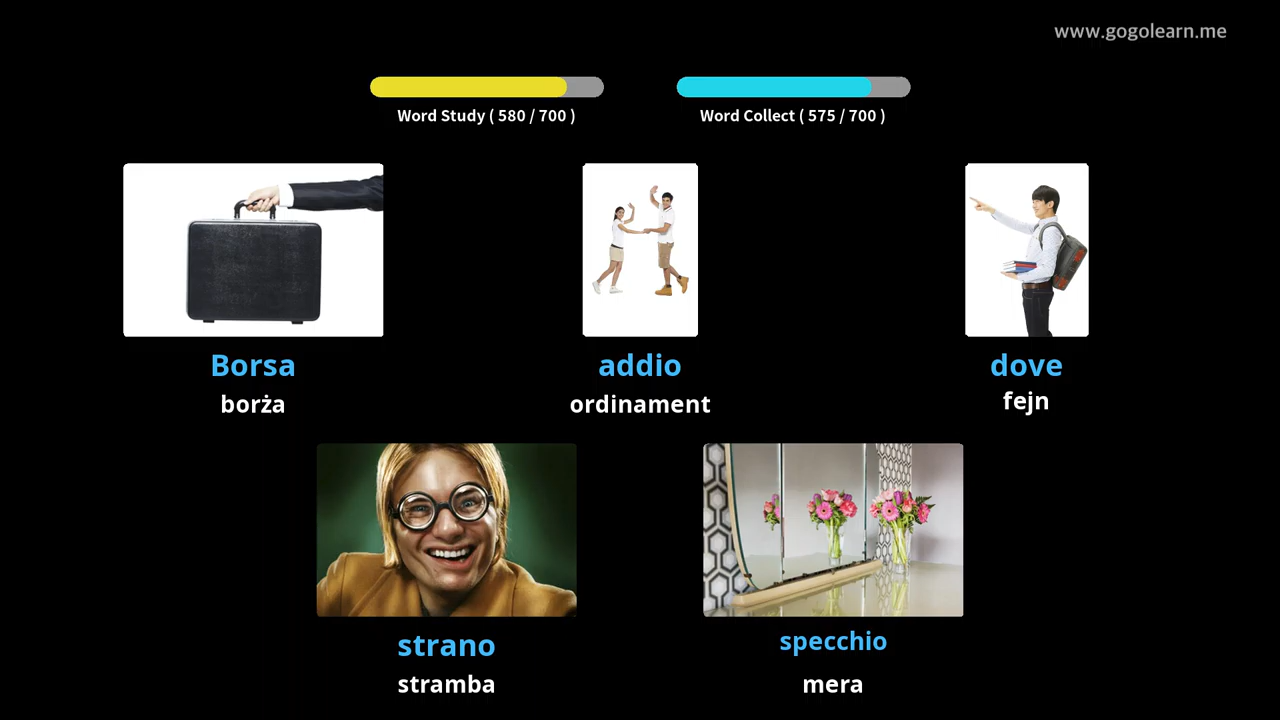 www.gogolearn.me
Word Study ( 580 / 700 )
Word Collect ( 575 / 700 )
Borsa
borża
addio
ordinament
dove
fejn
strano
stramba
specchio
mera